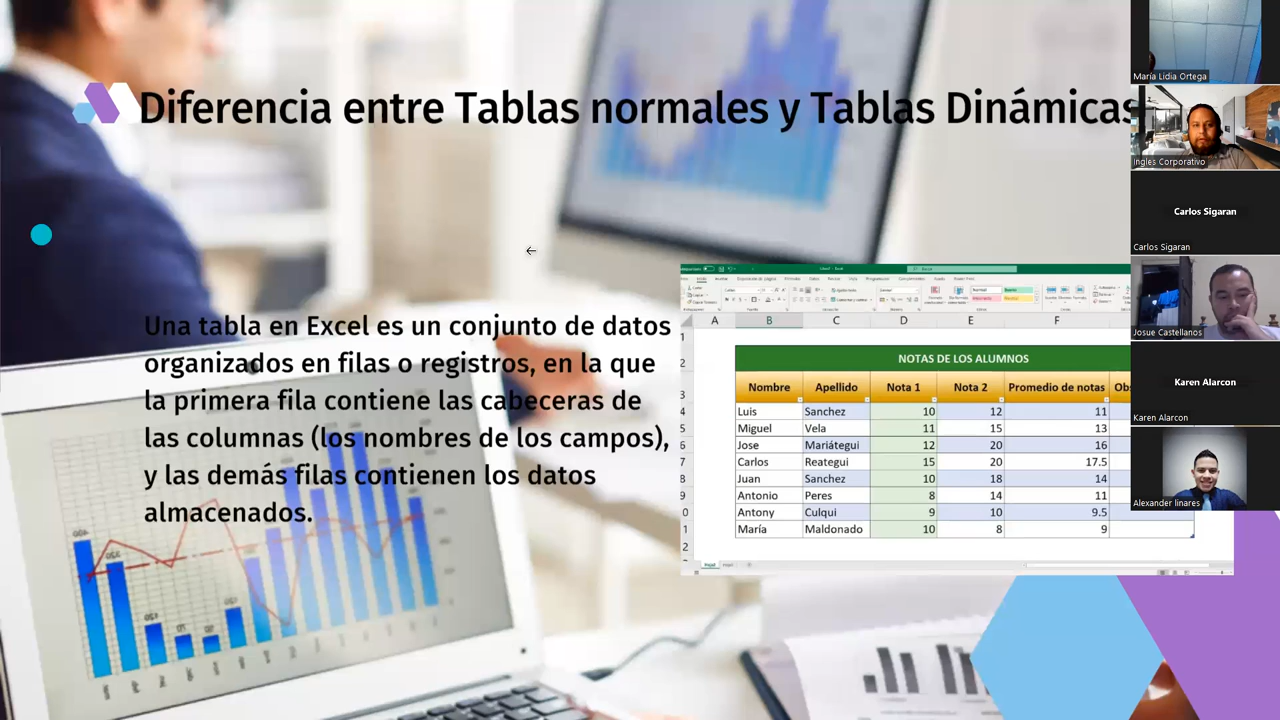 Diferencia entre Tablas normales y Tablas Dinámicas
Una tabla en Excel es un conjunto de datos
organizados en filas o registros, en la que
la primera fila contiene las cabeceras de
las columnas (los nombres de los campos),
y las demás filas contienen los datos
almacenados.
A B C D E F
NOTAS DE LOS ALUMNOS
Nombre Apellido Nota 1 Nota 2 Promedio de notas Ob
Luis Sanchez 10 12 11
Miguel Vela 11 15 13
Jose Mariátegui 12 20 16
Carlos Reategui 15 20 17.5
Juan Sanchez 10 18 14
Antonio Peres 8 14 11
Antony Culqui 9 10 9.5
María Maldonado 10 8 9
María Lidia Ortega
Ingles Corporativo
Carlos Sigaran
Carlos Sigaran
Josue Castellanos
Karen Alarcon
Karen Alarcon
Alexander linares